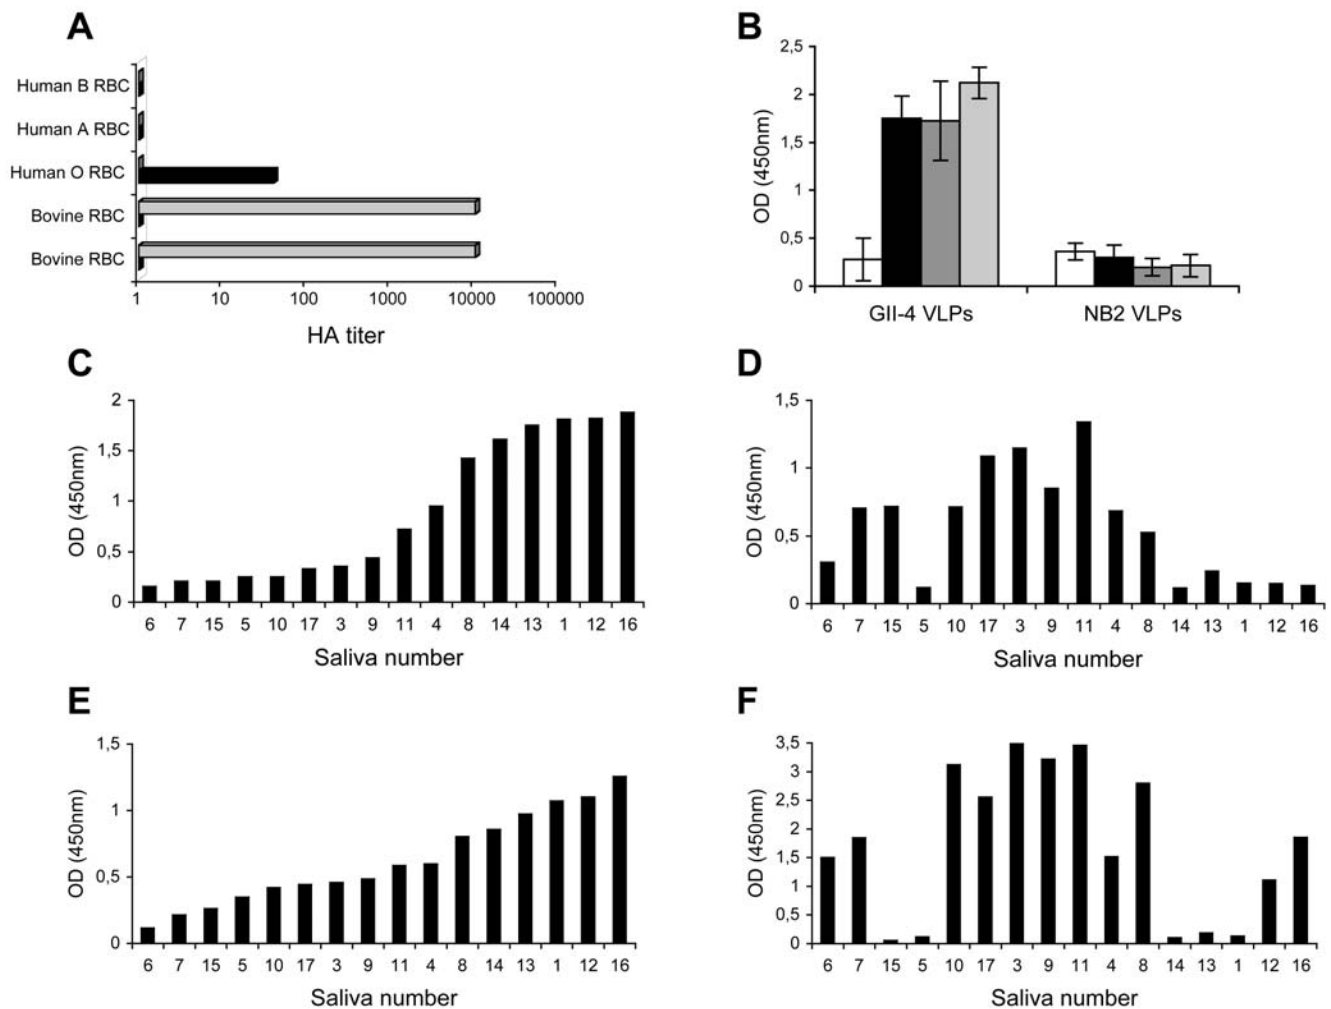 A
Human B RBC
Human A RBC
Human O RBC
Bovine RBC
Bovine RBC
1 10 100 1000 10000 100000
HA titer
B
2,5
2
1,5
1
0,5
0
OD (450nm)
GII-4 VLPs NB2 VLPs
C
2
1,5
1
0,5
0
OD (450nm)
6 7 15 5 10 17 3 9 11 4 8 14 13 1 12 16
Saliva number
D
1,5
1
0,5
0
OD (450nm)
6 7 15 5 10 17 3 9 11 4 8 14 13 1 12 16
Saliva number
E
1,5
1
0,5
0
OD (450nm)
6 7 15 5 10 17 3 9 11 4 8 14 13 1 12 16
Saliva number
F
3,5
3
2,5
2
1,5
1
0,5
0
OD (450nm)
6 7 15 5 10 17 3 9 11 4 8 14 13 1 12 16
Saliva number